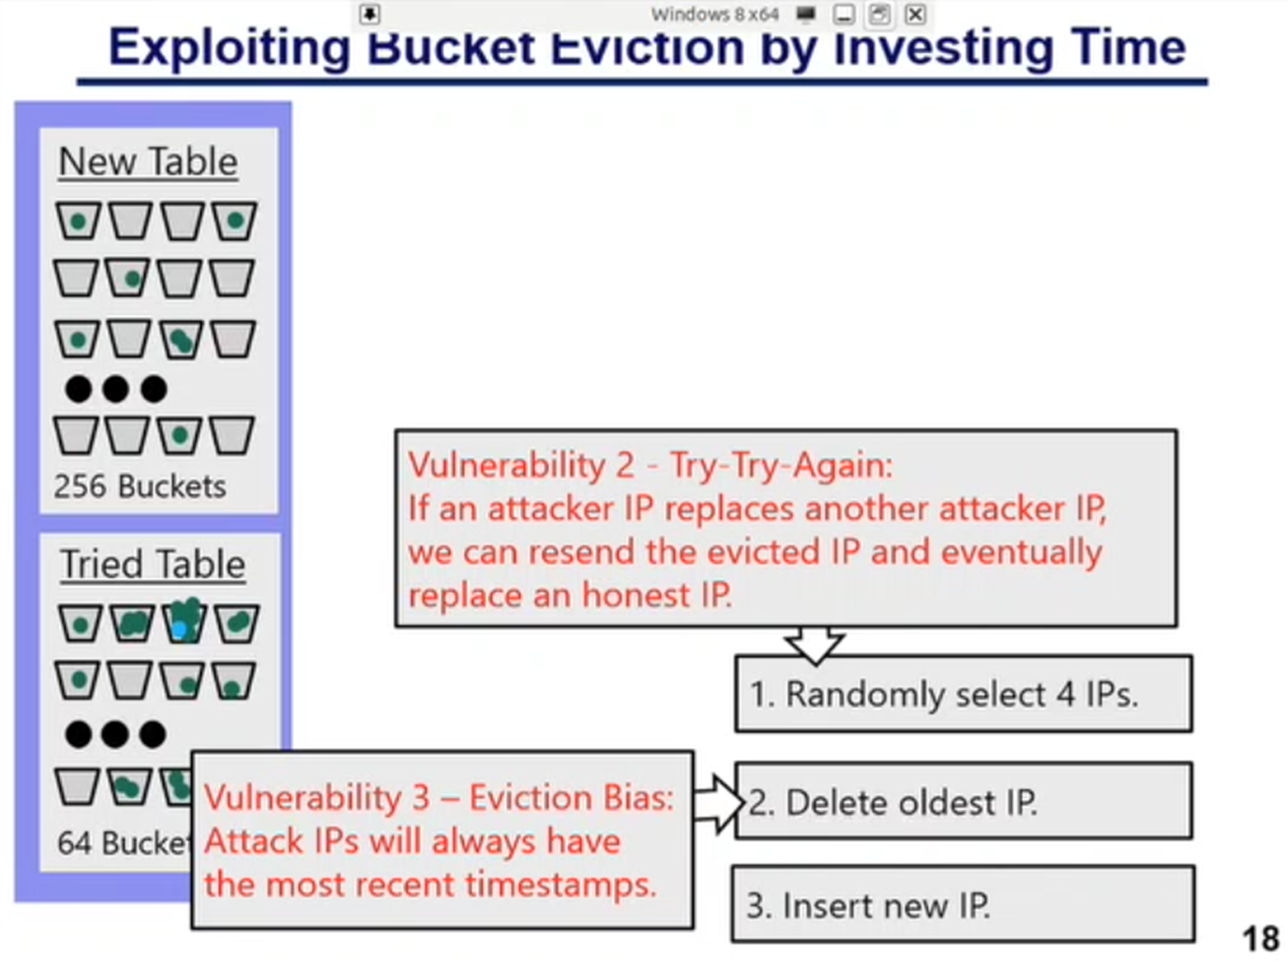 Windows 8 x64
Exploiting Bucket Eviction by Investing Time
New Table
256 Buckets
Tried Table
64 Bucket
Vulnerability 2 - Try-Try-Again:
If an attacker IP replaces another attacker IP,
we can resend the evicted IP and eventually
replace an honest IP.
1. Randomly select 4 IPs.
Vulnerability 3 – Eviction Bias:
Attack IPs will always have
the most recent timestamps.
2. Delete oldest IP.
3. Insert new IP.
18